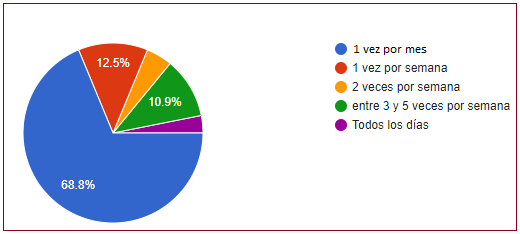 12.5%
10.9%
68.8%
1 vez por mes
1 vez por semana
2 veces por semana
entre 3 y 5 veces por semana
Todos los días